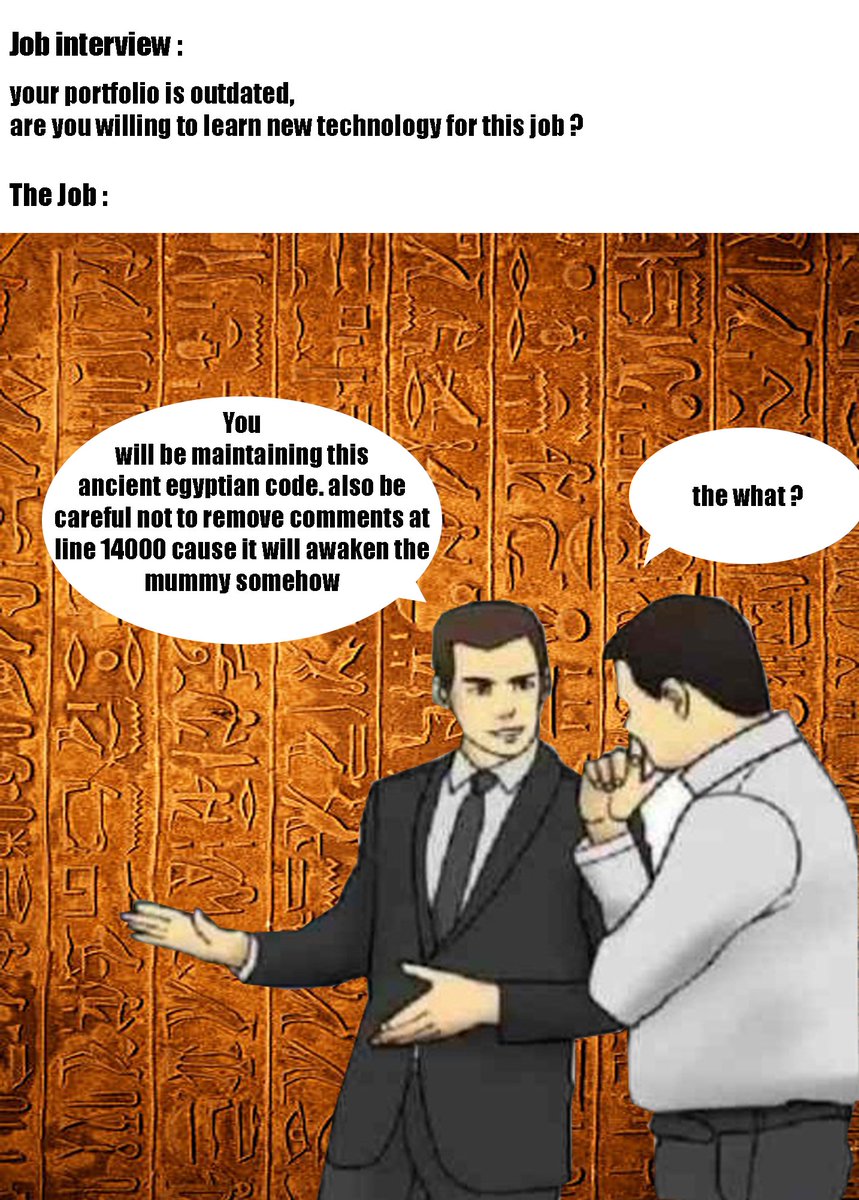 Job interview :
your portfolio is outdated,
are you willing to learn new technology for this job ?
The Job :
You
will be maintaining this
ancient egyptian code. also be
careful not to remove comments at
line 14000 cause it will awaken the
mummy somehow
the what ?